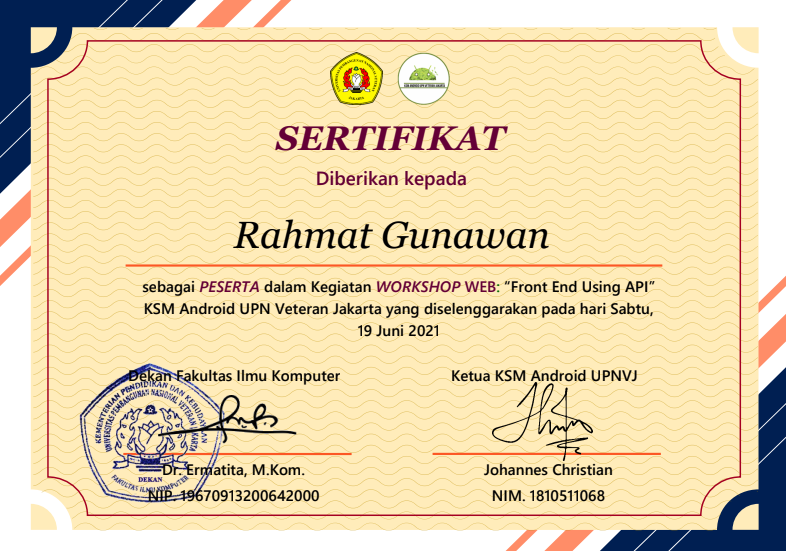 SERTIFIKAT
Diberikan kepada
Rahmat Gunawan
sebagai PESERTA dalam Kegiatan WORKSHOP WEB: “Front End Using API”
KSM Android UPN Veteran Jakarta yang diselenggarakan pada hari Sabtu,
19 Juni 2021
Dekan Fakultas Ilmu Komputer
Ketua KSM Android UPNVJ
KEMENTERIAN PENDIDIKAN DAN KEBUDAYAAN
UNIVERSITAS PEMBANGUNAN NASIONAL VETERAN JAKARTA
DEKAN
FAKULTAS ILMU KOMPUTER
Dr. Ermatita, M.Kom.
Johannes Christian
NIP. 19670913200642000
NIM. 1810511068